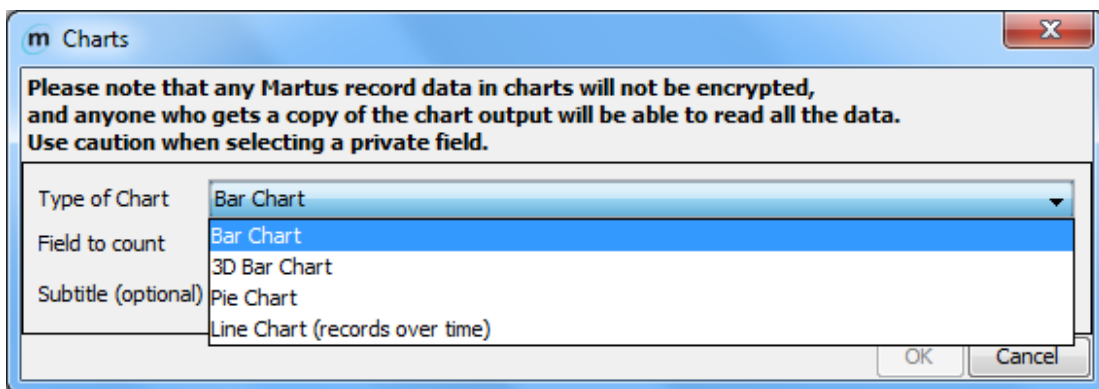 m Charts
Please note that any Martus record data in charts will not be encrypted,
and anyone who gets a copy of the chart output will be able to read all the data.
Use caution when selecting a private field.
Type of Chart Bar Chart
Field to count Bar Chart
3D Bar Chart
Subtitle (optional) Pie Chart
Line Chart (records over time)
OK Cancel